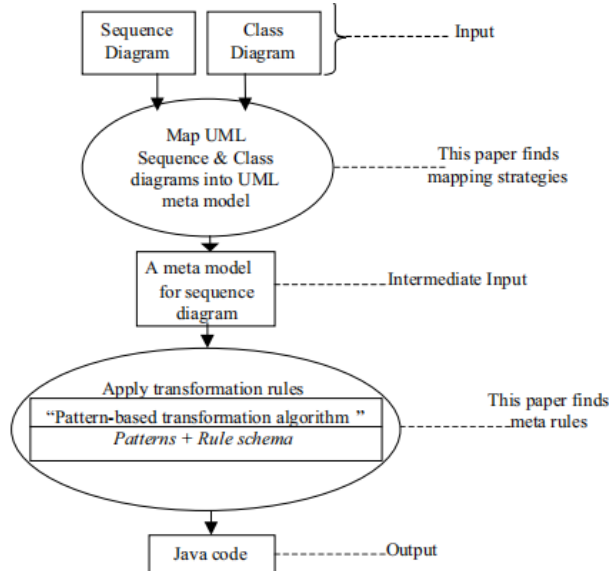 Sequence
Diagram
Class
Diagram
Input
Map UML
Sequence & Class
diagrams into UML
meta model
This paper finds
mapping strategies
A meta model
for sequence
diagram
Intermediate Input
Apply transformation rules
“Pattern-based transformation algorithm ”
Patterns + Rule schema
This paper finds
meta rules
Java code
Output